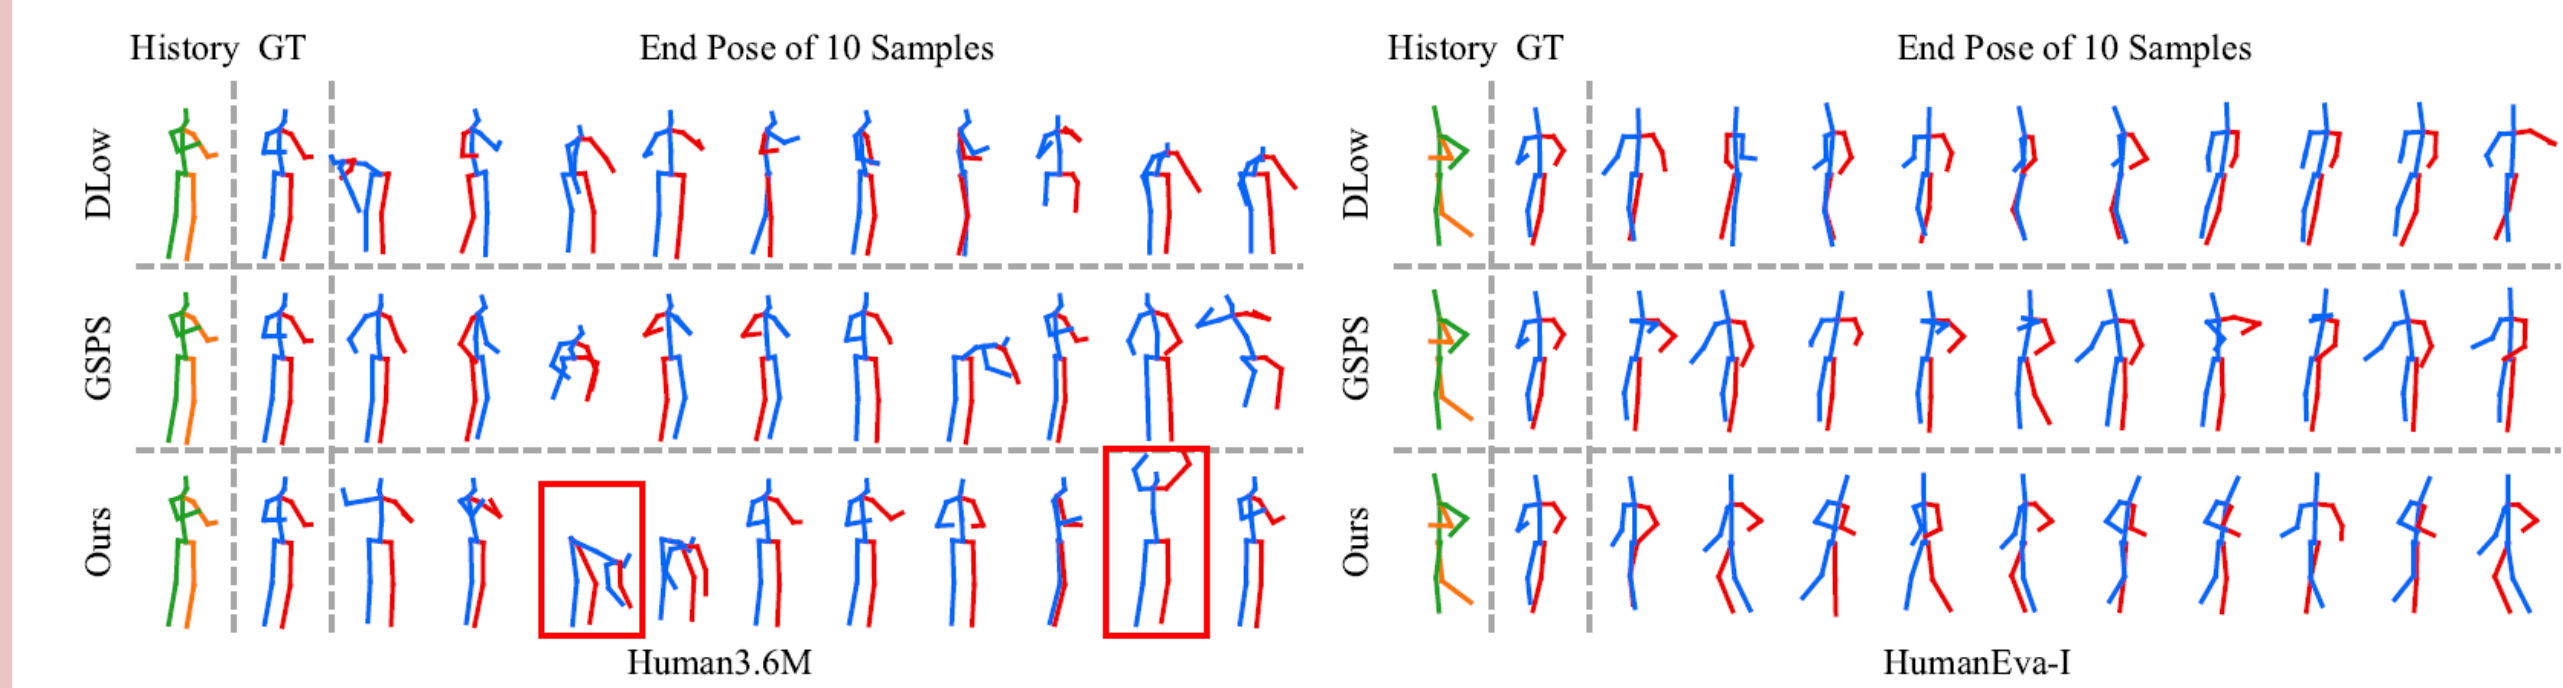 History GT End Pose of 10 Samples
DLow
GSPS
Ours
Human3.6M
History GT End Pose of 10 Samples
DLow
GSPS
Ours
HumanEva-I